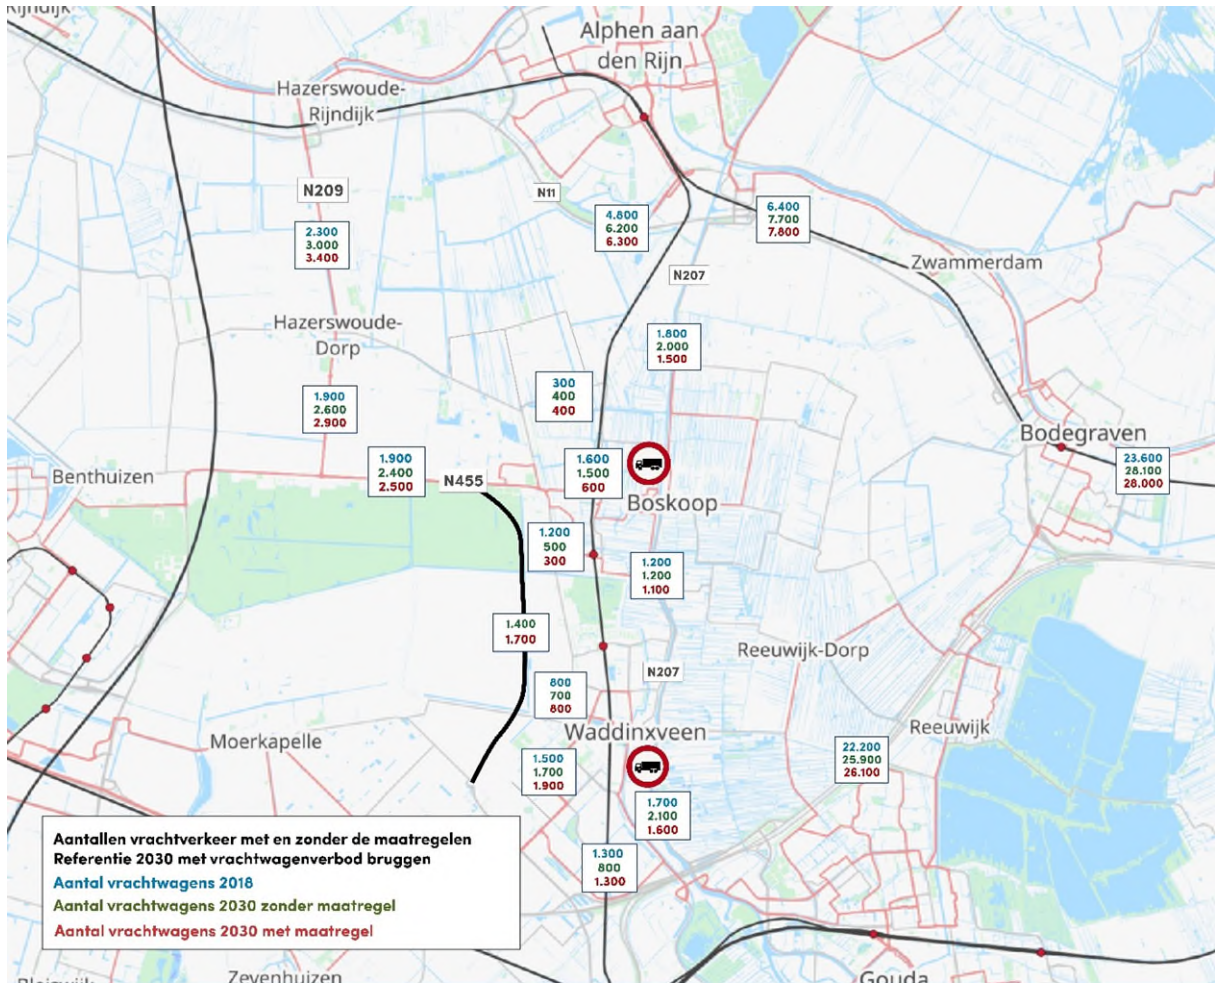 Rijndijk
Alphen aan
den Rijn
Hazerswoude-
Rijndijk
N209
N11
4.800
6.200
6.300
6.400
7.700
7.800
2.300
3.000
3.400
Zwammerdam
N207
Hazerswoude-
Dorp
1.800
2.000
1.500
300
400
400
1.900
2.600
2.900
Bodegraven
23.600
28.100
28.000
1.900
2.400
2.500
N455
1.600
1.500
600
Benthuizen
Boskoop
1.200
500
300
1.200
1.200
1.100
1.400
1.700
Reeuwijk-Dorp
N207
800
700
800
Reeuwijk
Moerkapelle
Waddinxveen
22.200
25.900
26.100
1.500
1.700
1.900
1.700
2.100
1.600
1.300
800
1.300
Aantallen vrachtverkeer met en zonder de maatregelen
Referentie 2030 met vrachtwagenverbod bruggen
Aantal vrachtwagens 2018
Aantal vrachtwagens 2030 zonder maatregel
Aantal vrachtwagens 2030 met maatregel
Bleiswijk
Zevenhuizen
Gouda